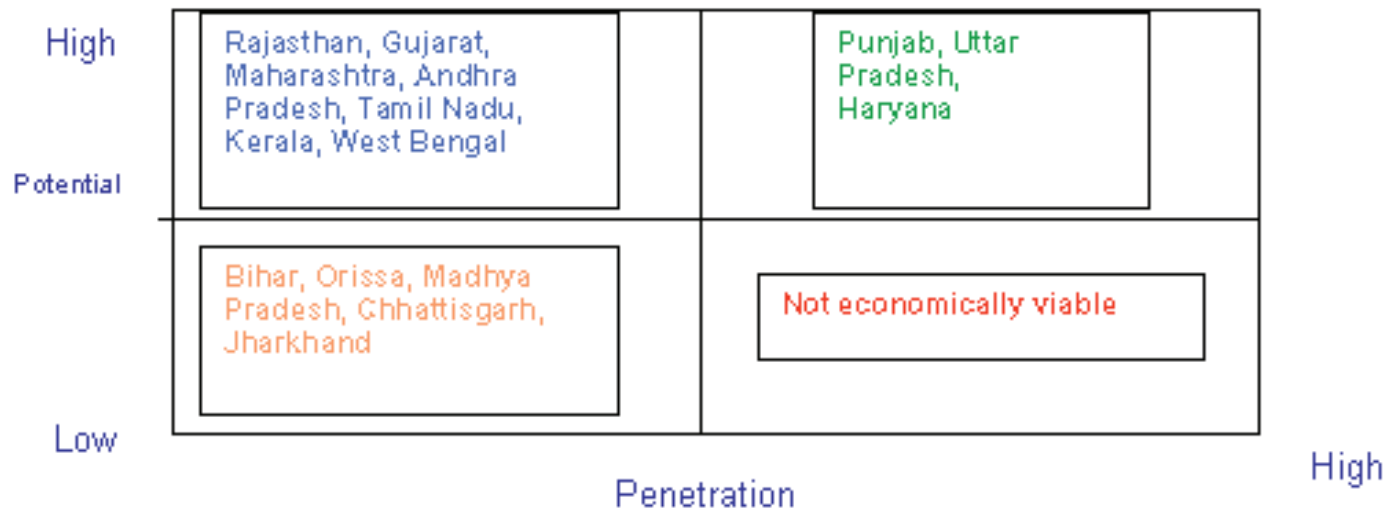 High
Rajasthan, Gujarat,
Maharashtra, Andhra
Pradesh, Tamil Nadu,
Kerala, West Bengal
Punjab, Uttar
Pradesh,
Haryana
Potential
Bihar, Orissa, Madhya
Pradesh, Chhattisgarh,
Jharkhand
Not economically viable
Low
High
Penetration